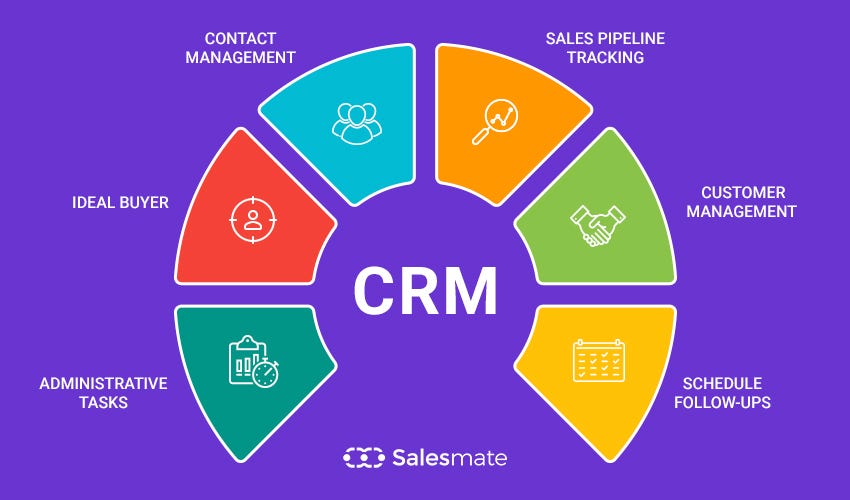 CONTACT
MANAGEMENT
SALES PIPELINE
TRACKING
IDEAL BUYER
CUSTOMER
MANAGEMENT
CRM
ADMINISTRATIVE
TASKS
SCHEDULE
FOLLOW-UPS
Salesmate